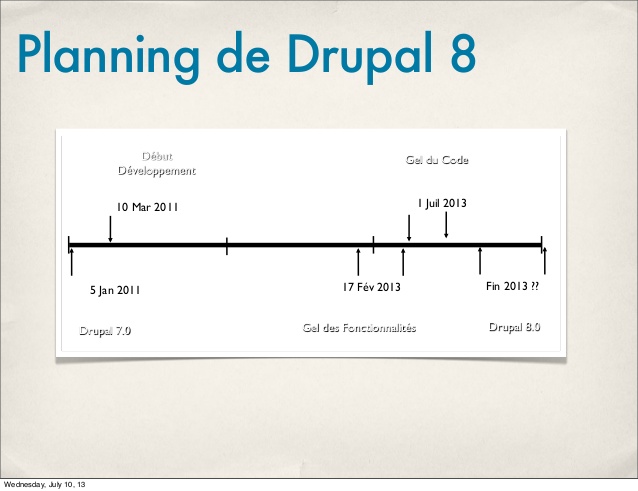 Planning de Drupal 8
Début
Développement
Gel du Code
10 Mar 2011
1 Juil 2013
5 Jan 2011
17 Fév 2013
Fin 2013 ??
Drupal 7.0
Gel des Fonctionnalités
Drupal 8.0
Wednesday, July 10, 13